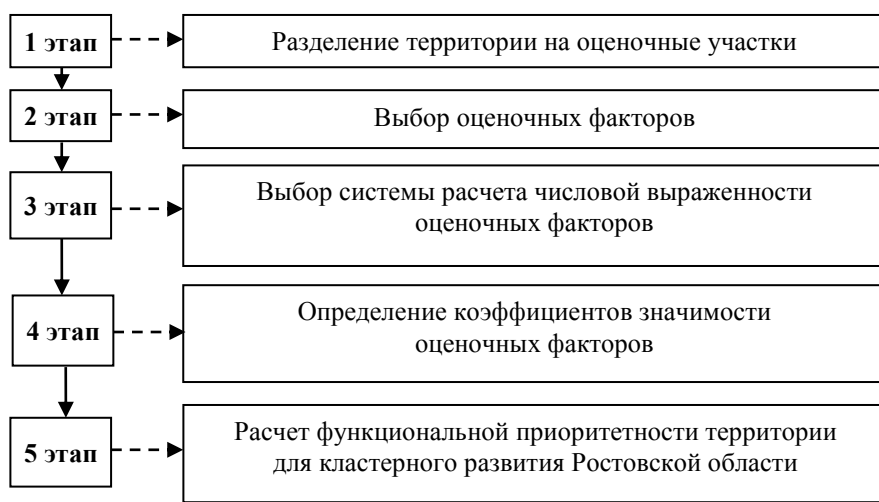 1 этап
Разделение территории на оценочные участки
2 этап
Выбор оценочных факторов
3 этап
Выбор системы расчета числовой выраженности
оценочных факторов
4 этап
Определение коэффициентов значимости
оценочных факторов
5 этап
Расчет функциональной приоритетности территории
для кластерного развития Ростовской области